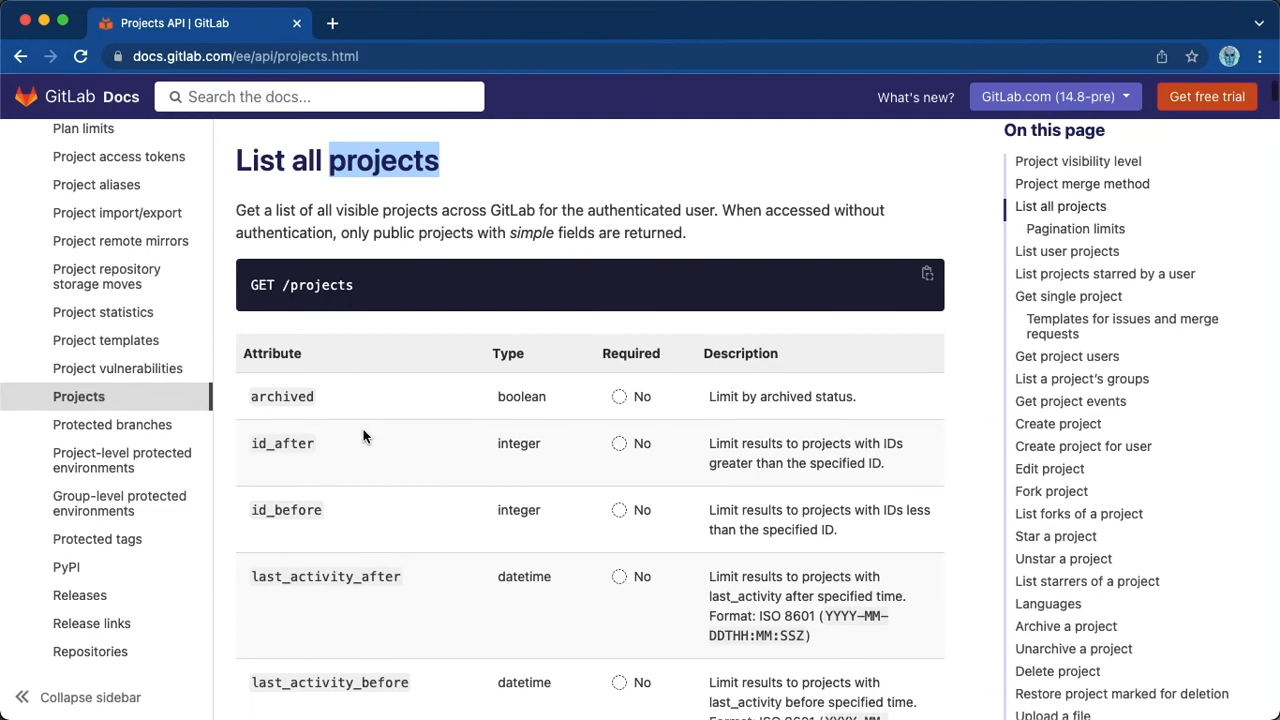 Projects API | GitLab
docs.gitlab.com/ee/api/projects.html
GitLab Docs
Search the docs...
What's new?
GitLab.com (14.8-pre)
Get free trial
Plan limits
Project access tokens
Project aliases
Project import/export
Project remote mirrors
Project repository
storage moves
Project statistics
Project templates
Project vulnerabilities
Projects
Protected branches
Project-level protected
environments
Group-level protected
environments
Protected tags
PyPI
Releases
Release links
Repositories
Collapse sidebar
List all projects
Get a list of all visible projects across GitLab for the authenticated user. When accessed without
authentication, only public projects with simple fields are returned.
GET /projects
Attribute Type Required Description
archived boolean No Limit by archived status.
id_after integer No Limit results to projects with IDs
greater than the specified ID.
id_before integer No Limit results to projects with IDs less
than the specified ID.
last_activity_after datetime No Limit results to projects with
last_activity after specified time.
Format: ISO 8601 (YYYY-MM-
DDTHH:MM:SSZ)
last_activity_before datetime No Limit results to projects with
last_activity before specified time.
Format: ISO 8601 (YYYY-MM-
On this page
Project visibility level
Project merge method
List all projects
Pagination limits
List user projects
List projects starred by a user
Get single project
Templates for issues and merge
requests
Get project users
List a project's groups
Get project events
Create project
Create project for user
Edit project
Fork project
List forks of a project
Star a project
Unstar a project
List starrers of a project
Languages
Archive a project
Unarchive a project
Delete project
Restore project marked for deletion
Upload a file